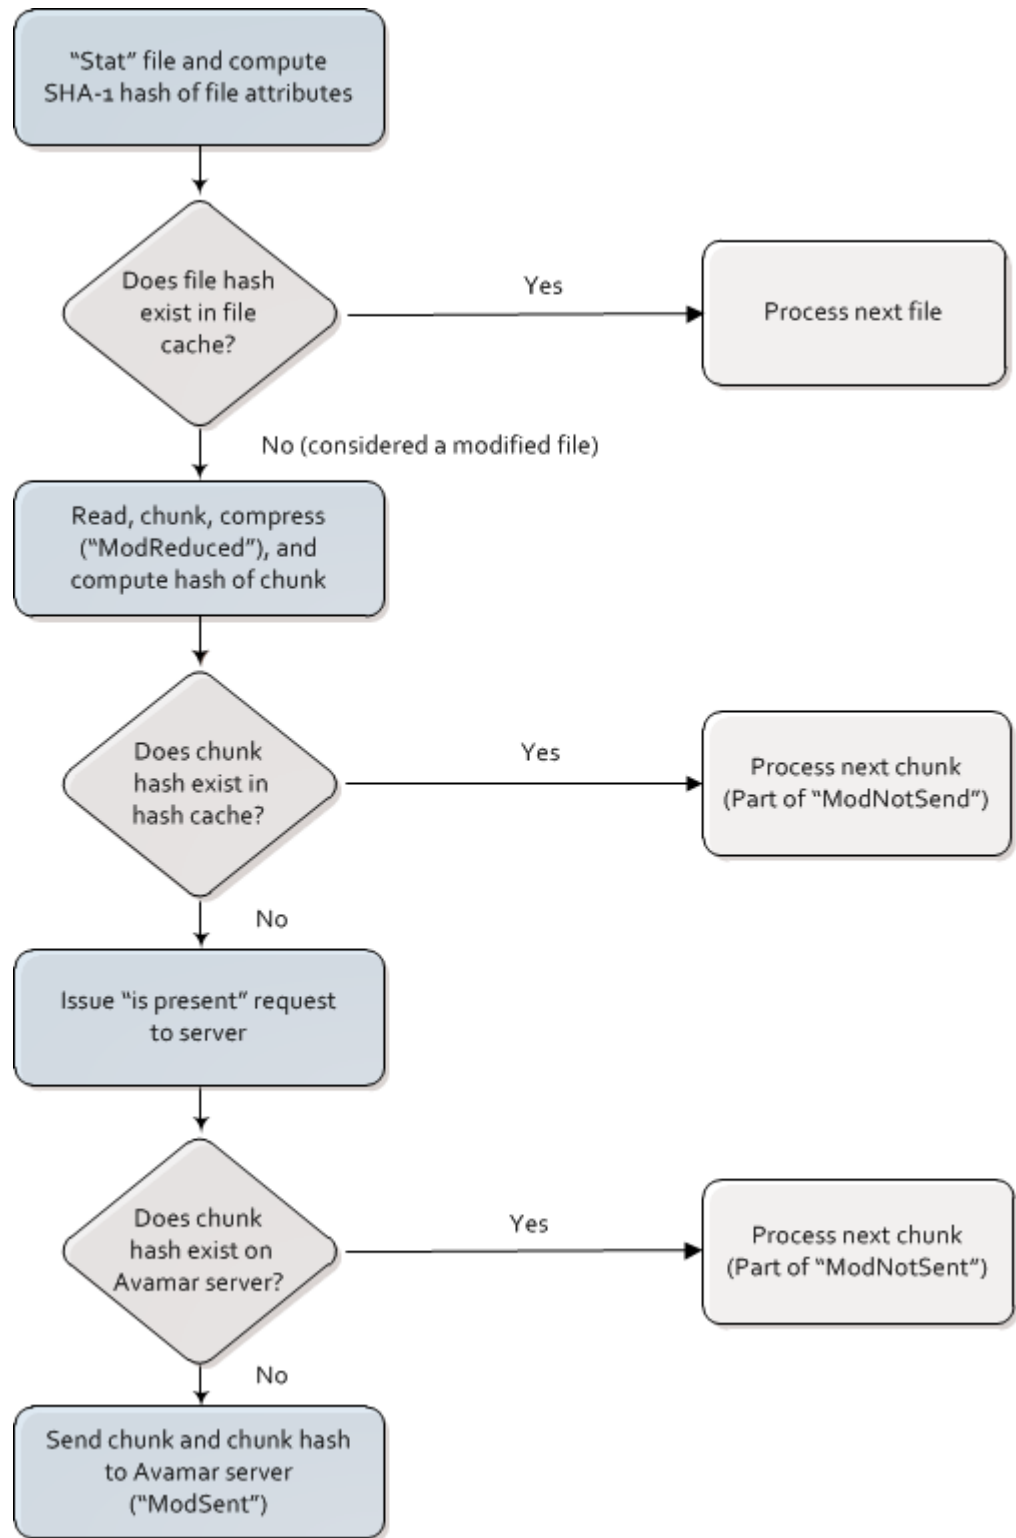 “Stat” file and compute
SHA-1 hash of file attributes
Does file hash
exist in file
cache?
Yes
Process next file
No (considered a modified file)
Read, chunk, compress
(“ModReduced”), and
compute hash of chunk
Does chunk
hash exist in
hash cache?
Yes
Process next chunk
(Part of “ModNotSend”)
No
Issue “is present” request
to server
Does chunk
hash exist on
Avamar server?
Yes
Process next chunk
(Part of “ModNotSent”)
No
Send chunk and chunk hash
to Avamar server
(“ModSent”)